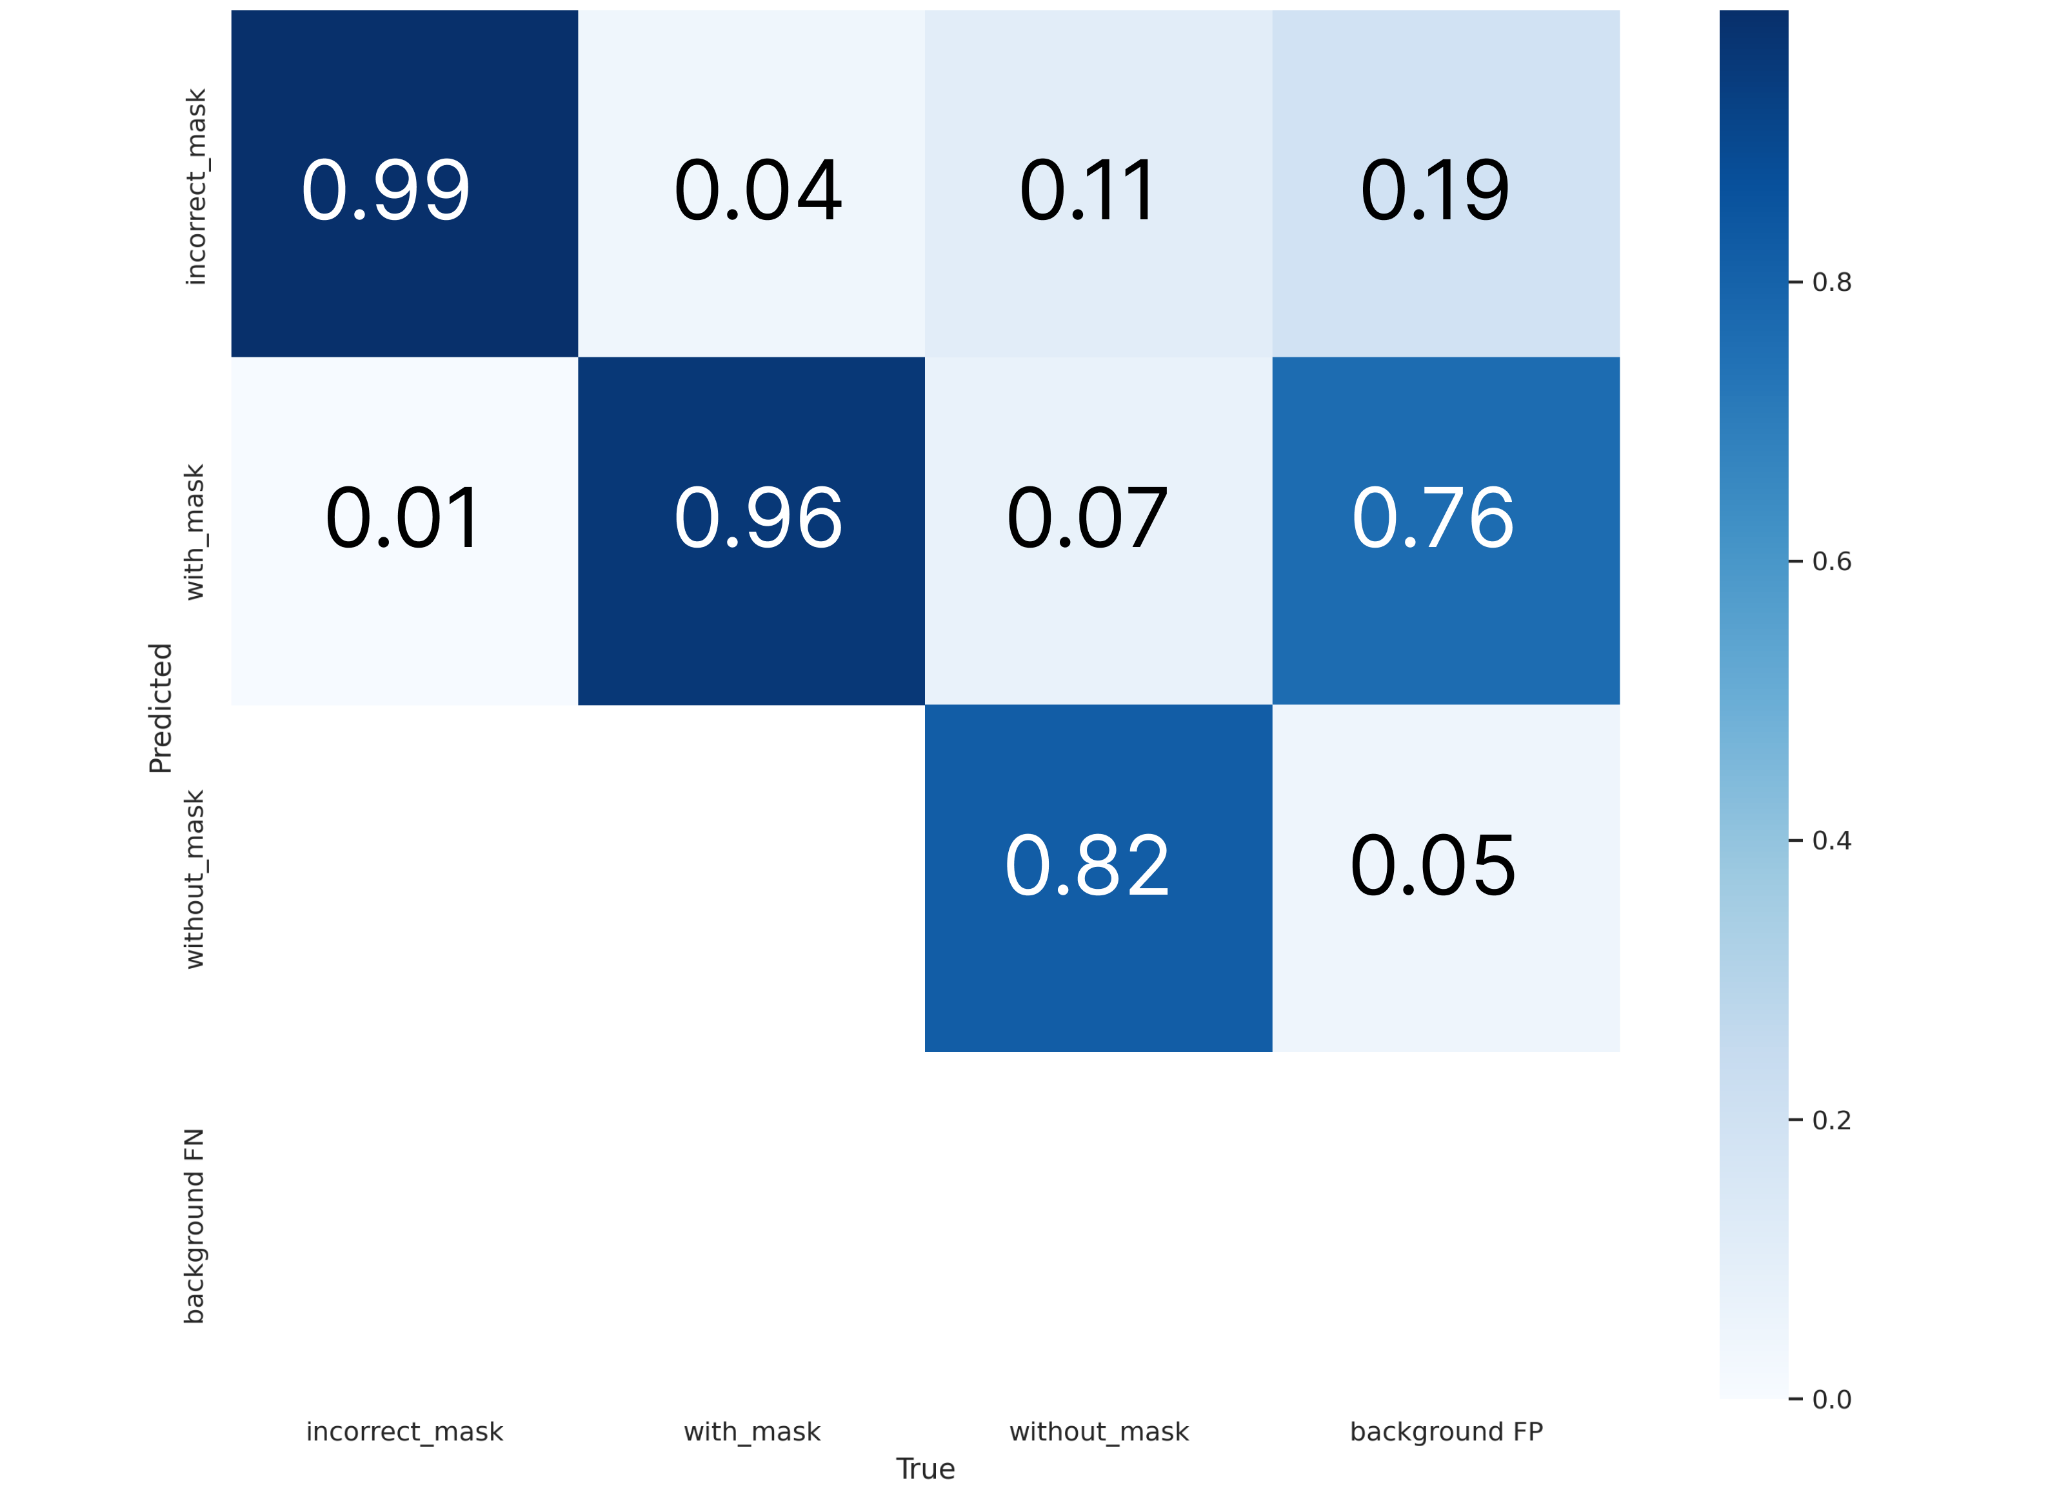 incorrect_mask
0.99
0.04
0.11
0.19
with_mask
0.01
0.96
0.07
0.76
Predicted
without_mask
0.82
0.05
background FN
incorrect_mask
with_mask
without_mask
background FP
True
0.8
0.6
0.4
0.2
0.0